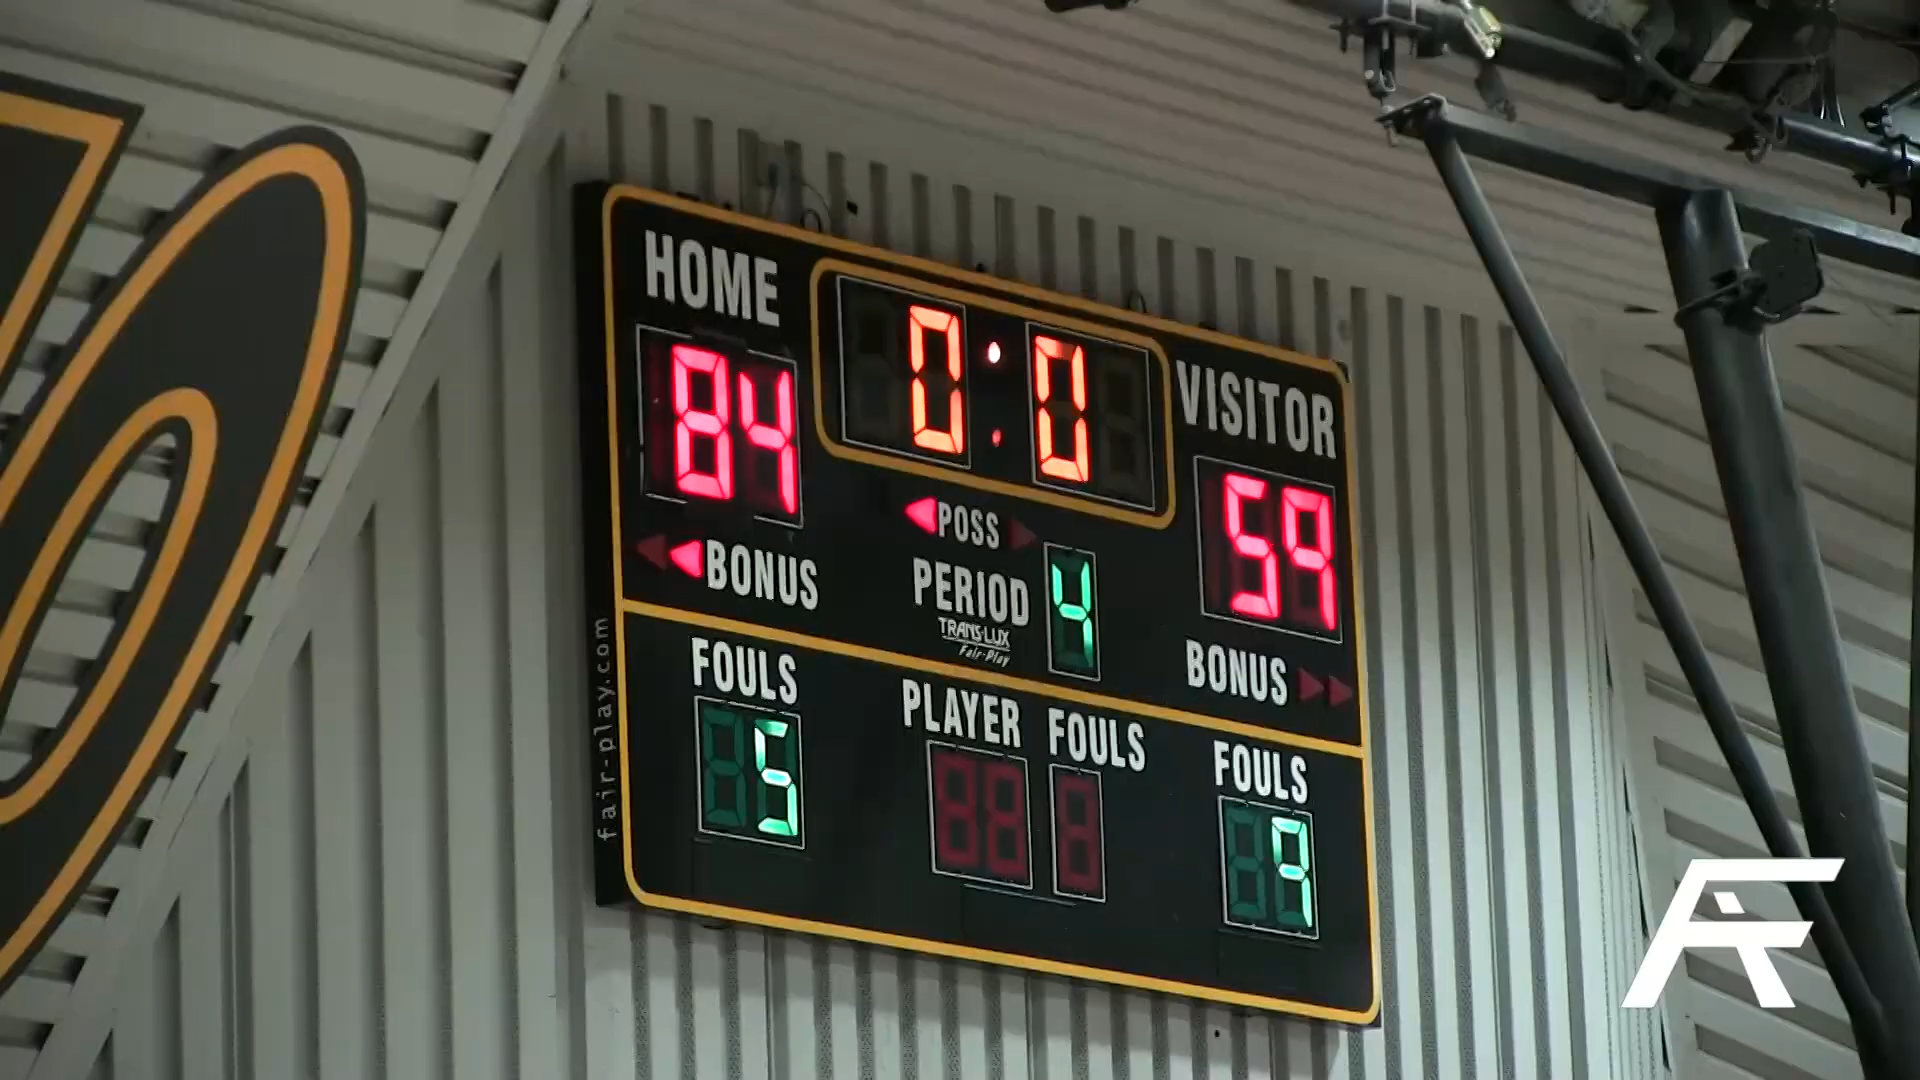 HOME
0:0
84
VISITOR
59
POSS
BONUS
PERIOD 4
TRANS-LUX
Fair-Play
BONUS
FOULS
5
PLAYER FOULS
FOULS
9
fair-play.com